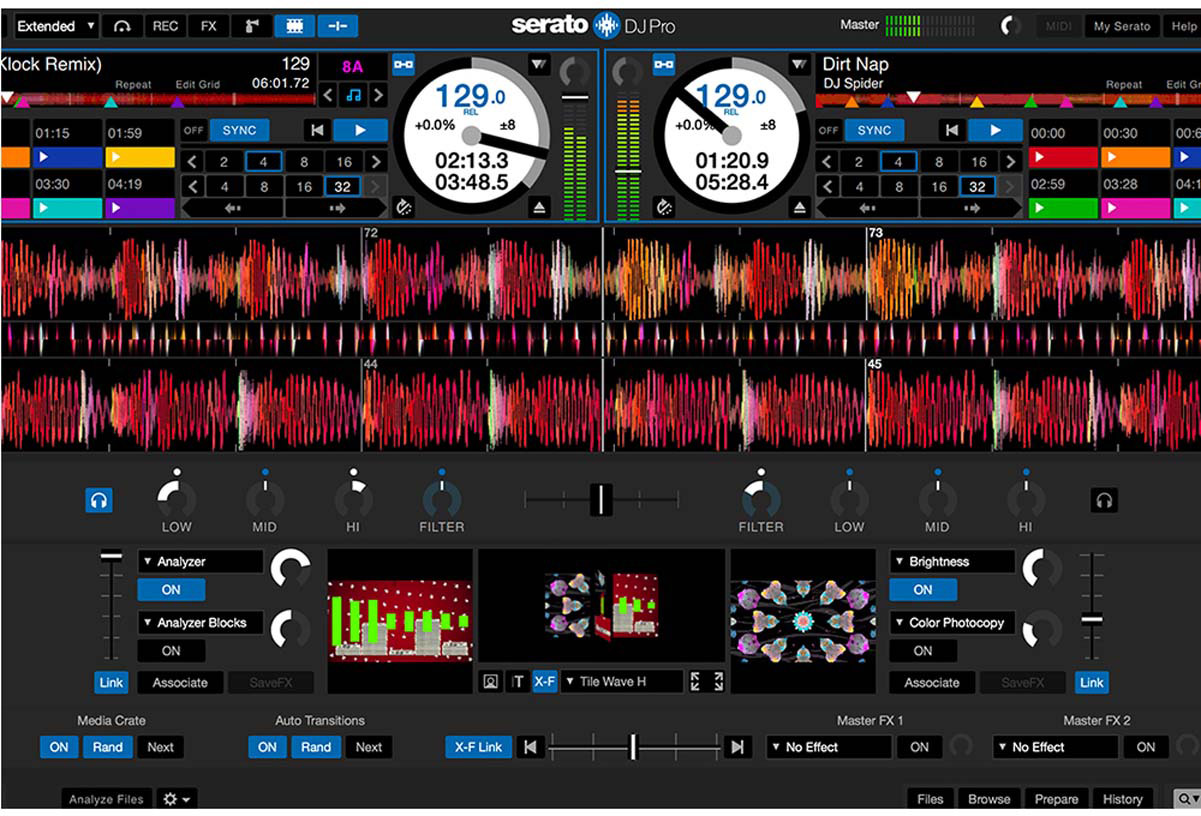 Extended ▼ REC FX serato DJ Pro Master MIDI My Serato Help
Klock Remix) 129 8A
Repeat Edit Grid 06:01.72
01:15 01:59
03:30 04:19
OFF SYNC
2 4 8 16
4 8 16 32
129.0
REL
+0.0% ±8
02:13.3
03:48.5
129.0
REL
+0.0% ±8
01:20.9
05:28.4
Dirt Nap
DJ Spider Repeat Edit Gr
OFF SYNC
2 4 8 16
4 8 16 32
00:00 00:30 00:6
02:59 03:28 04:1
72 73
44 45
LOW MID HI FILTER FILTER LOW MID HI
▼ Analyzer
ON
▼ Analyzer Blocks
ON
Link Associate SaveFX
T X-F ▼ Tile Wave H
▼ Brightness
ON
▼ Color Photocopy
ON
Associate SaveFX Link
Media Crate Auto Transitions Master FX 1 Master FX 2
ON Rand Next ON Rand Next X-F Link ▼ No Effect ON ▼ No Effect ON
Analyze Files Files Browse Prepare History